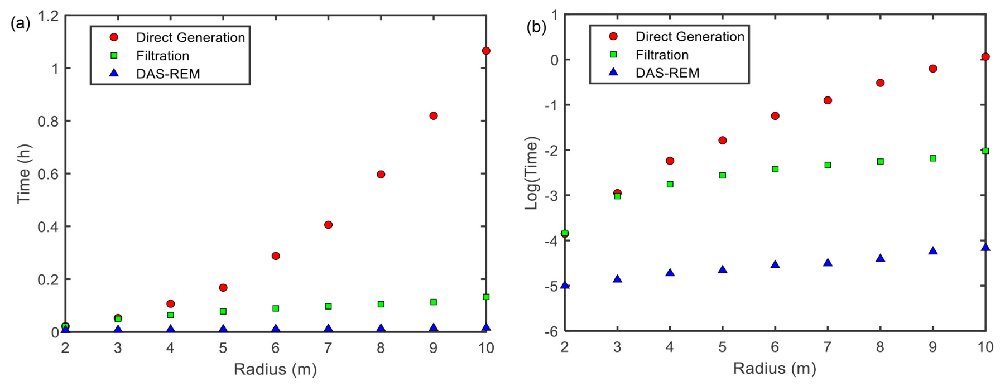 (a)
1.2
1
0.8
0.6
0.4
0.2
0
Time (h)
Direct Generation
Filtration
DAS-REM
2 3 4 5 6 7 8 9 10
Radius (m)
(b)
1
0
-1
-2
-3
-4
-5
-6
Log(Time)
Direct Generation
Filtration
DAS-REM
2 3 4 5 6 7 8 9 10
Radius (m)